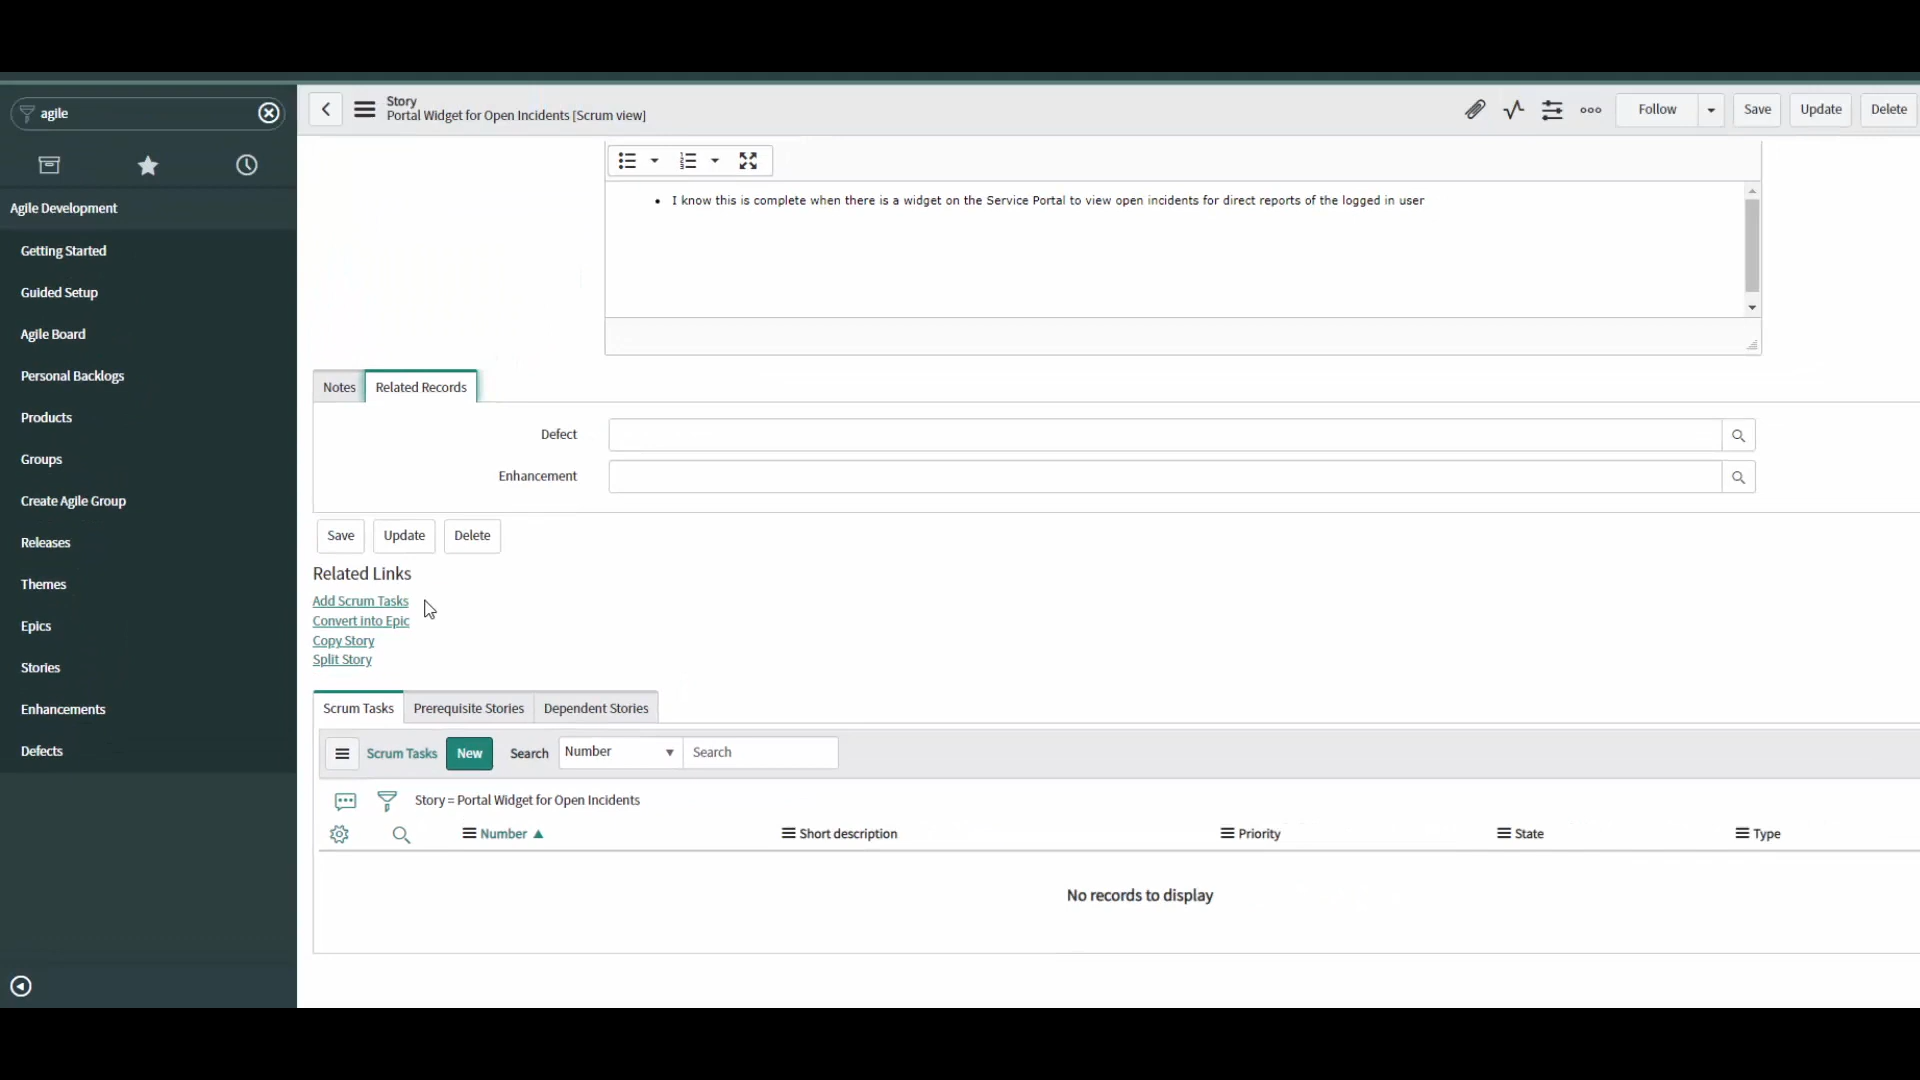 agile
Story
Portal Widget for Open Incidents [Scrum view]
Follow
Save
Update
Delete
Agile Development
Getting Started
Guided Setup
Agile Board
Personal Backlogs
Products
Groups
Create Agile Group
Releases
Themes
Epics
Stories
Enhancements
Defects
• I know this is complete when there is a widget on the Service Portal to view open incidents for direct reports of the logged in user
Notes
Related Records
Defect
Enhancement
Save
Update
Delete
Related Links
Add Scrum Tasks
Convert into Epic
Copy Story
Split Story
Scrum Tasks
Prerequisite Stories
Dependent Stories
Scrum Tasks
New
Search
Number
Search
Story = Portal Widget for Open Incidents
Number
Short description
Priority
State
Type
No records to display